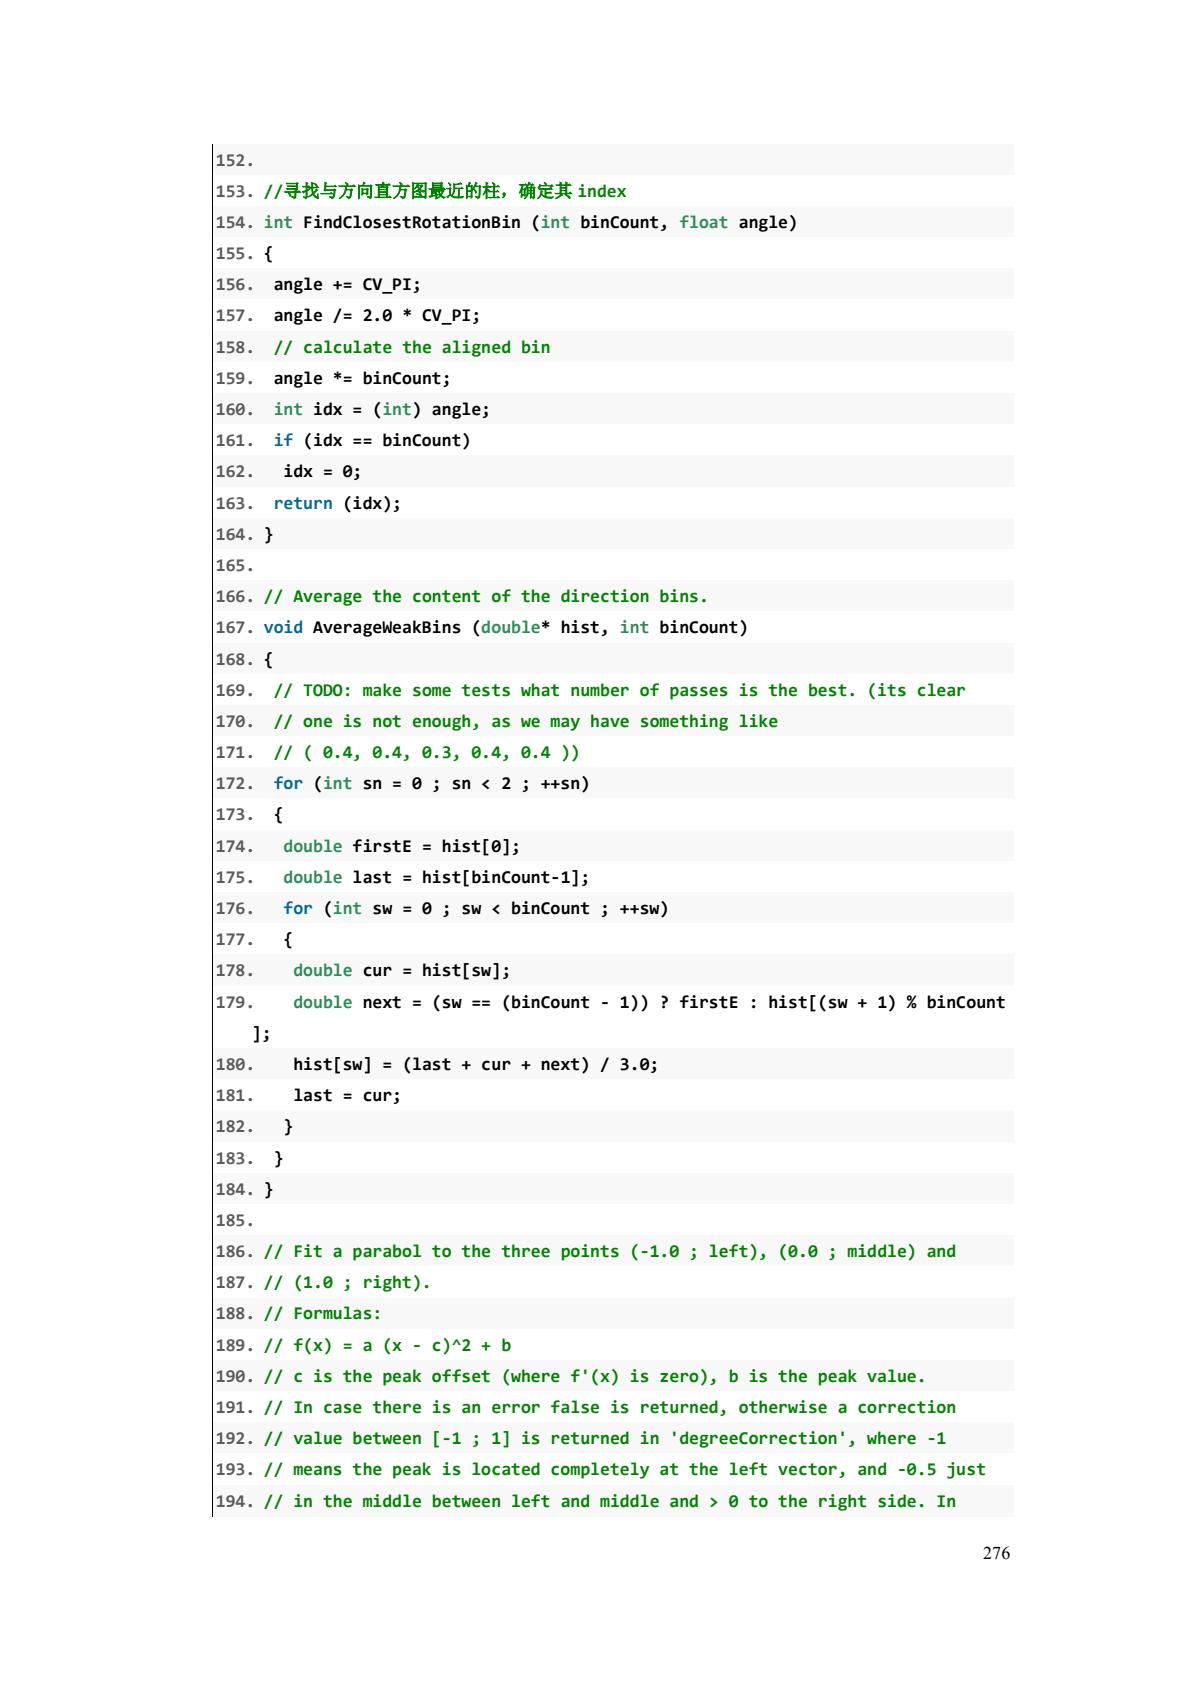 152.
153. //寻找与方向直方图最近的柱，确定其 index
154. int FindClosestRotationBin (int binCount, float angle)
155. {
156.  angle += CV_PI;
157.  angle /= 2.0 * CV_PI;
158.  // calculate the aligned bin
159.  angle *= binCount;
160.  int idx = (int) angle;
161.  if (idx == binCount)
162.   idx = 0;
163.  return (idx);
164. }
165.
166. // Average the content of the direction bins.
167. void AverageWeakBins (double* hist, int binCount)
168. {
169.  // TODO: make some tests what number of passes is the best. (its clear
170.  // one is not enough, as we may have something like
171.  // ( 0.4, 0.4, 0.3, 0.4, 0.4 ))
172.  for (int sn = 0 ; sn < 2 ; ++sn)
173.  {
174.   double firstE = hist[0];
175.   double last = hist[binCount-1];
176.   for (int sw = 0 ; sw < binCount ; ++sw)
177.   {
178.    double cur = hist[sw];
179.    double next = (sw == (binCount - 1)) ? firstE : hist[(sw + 1) % binCount
];
180.    hist[sw] = (last + cur + next) / 3.0;
181.    last = cur;
182.   }
183.  }
184. }
185.
186. // Fit a parabol to the three points (-1.0 ; left), (0.0 ; middle) and
187. // (1.0 ; right).
188. // Formulas:
189. // f(x) = a (x - c)^2 + b
190. // c is the peak offset (where f'(x) is zero), b is the peak value.
191. // In case there is an error false is returned, otherwise a correction
192. // value between [-1 ; 1] is returned in 'degreeCorrection', where -1
193. // means the peak is located completely at the left vector, and -0.5 just
194. // in the middle between left and middle and > 0 to the right side. In
276